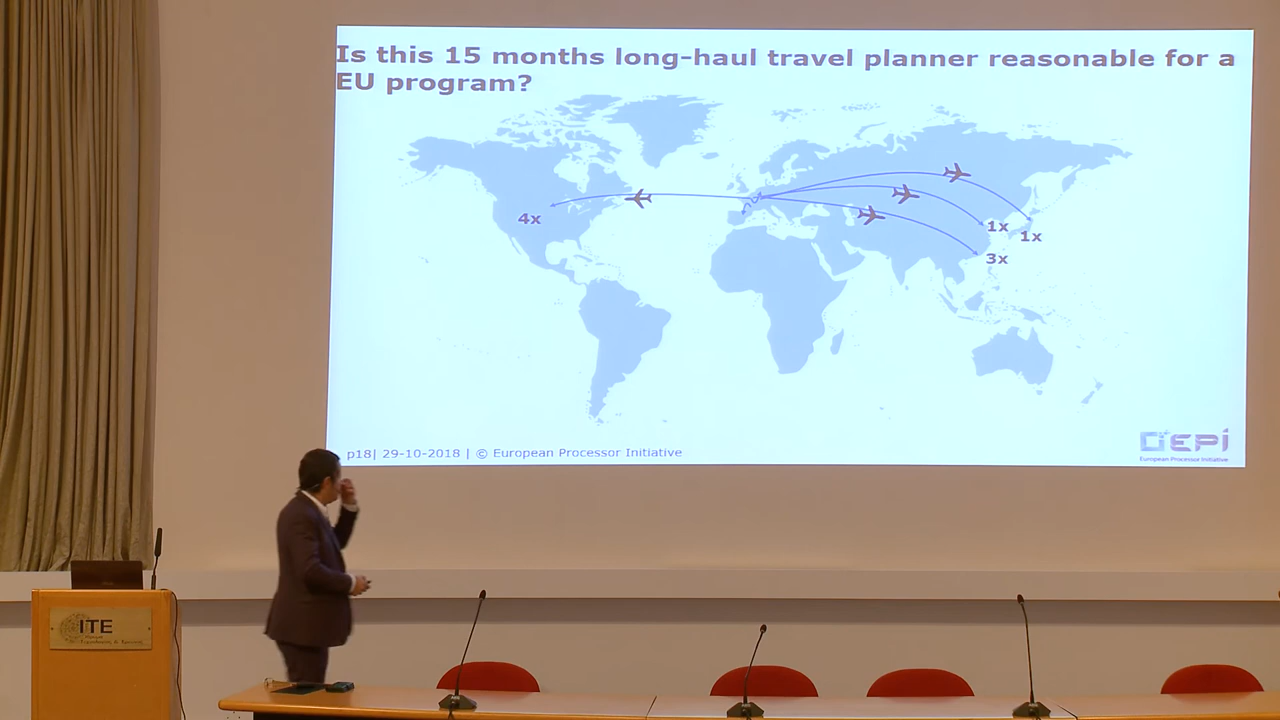 Is this 15 months long-haul travel planner reasonable for a
EU program?
4x
1x
1x
3x
p18| 29-10-2018 | © European Processor Initiative
EPI
European Processor Initiative
ITE